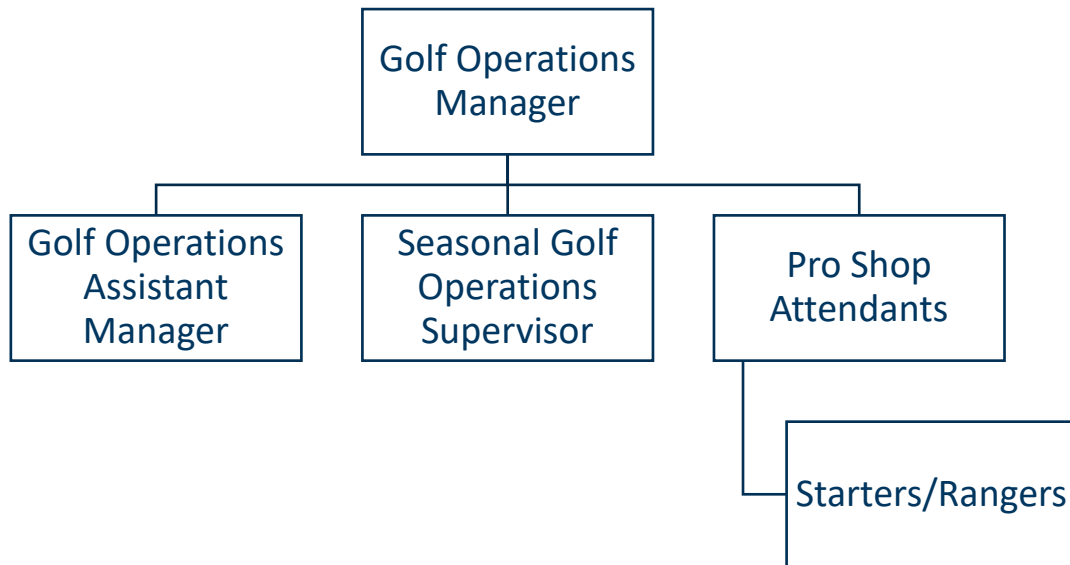 Golf Operations
Manager
Golf Operations
Assistant
Manager
Seasonal Golf
Operations
Supervisor
Pro Shop
Attendants
Starters/Rangers